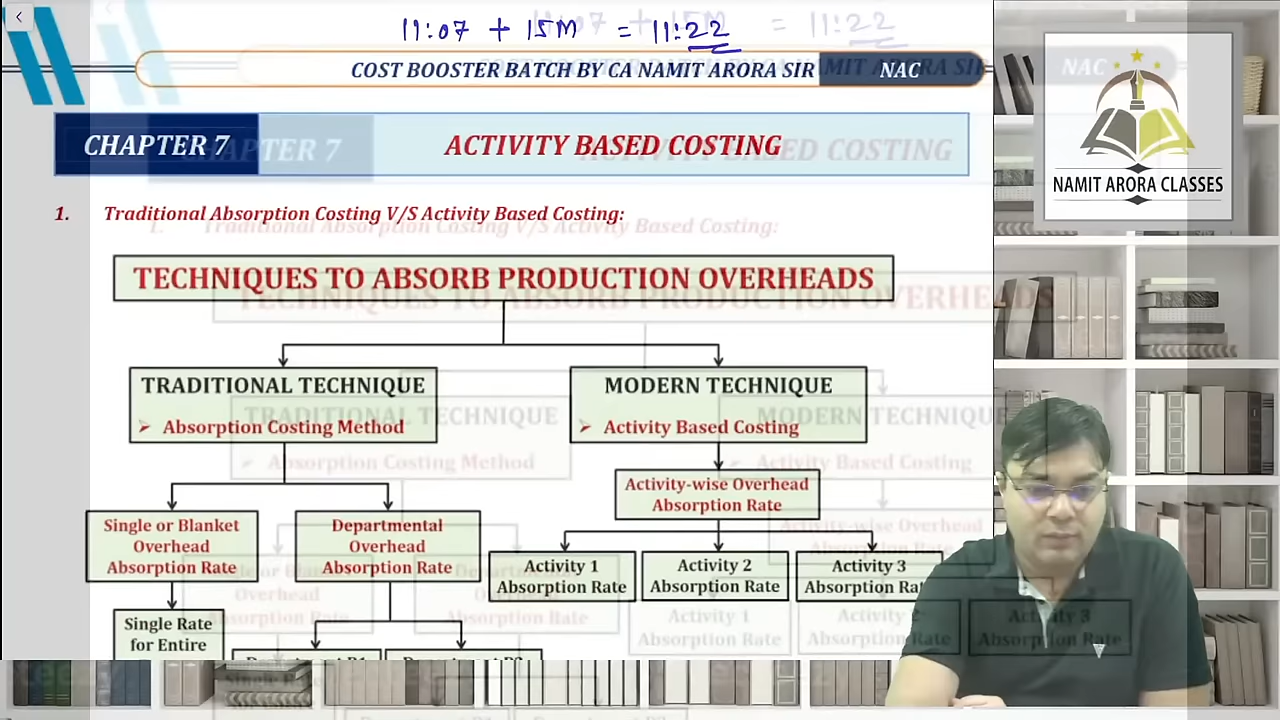 11:07 + 15M = 11:22
COST BOOSTER BATCH BY CA NAMIT ARORA SIR NAC
CHAPTER 7 ACTIVITY BASED COSTING
NAMIT ARORA CLASSES
1. Traditional Absorption Costing V/S Activity Based Costing:
TECHNIQUES TO ABSORB PRODUCTION OVERHEADS
TRADITIONAL TECHNIQUE
➢ Absorption Costing Method
MODERN TECHNIQUE
➢ Activity Based Costing
Activity-wise Overhead
Absorption Rate
Single or Blanket
Overhead
Absorption Rate
Departmental
Overhead
Absorption Rate
Activity 1
Absorption Rate
Activity 2
Absorption Rate
Activity 3
Absorption
Single Rate
for Entire